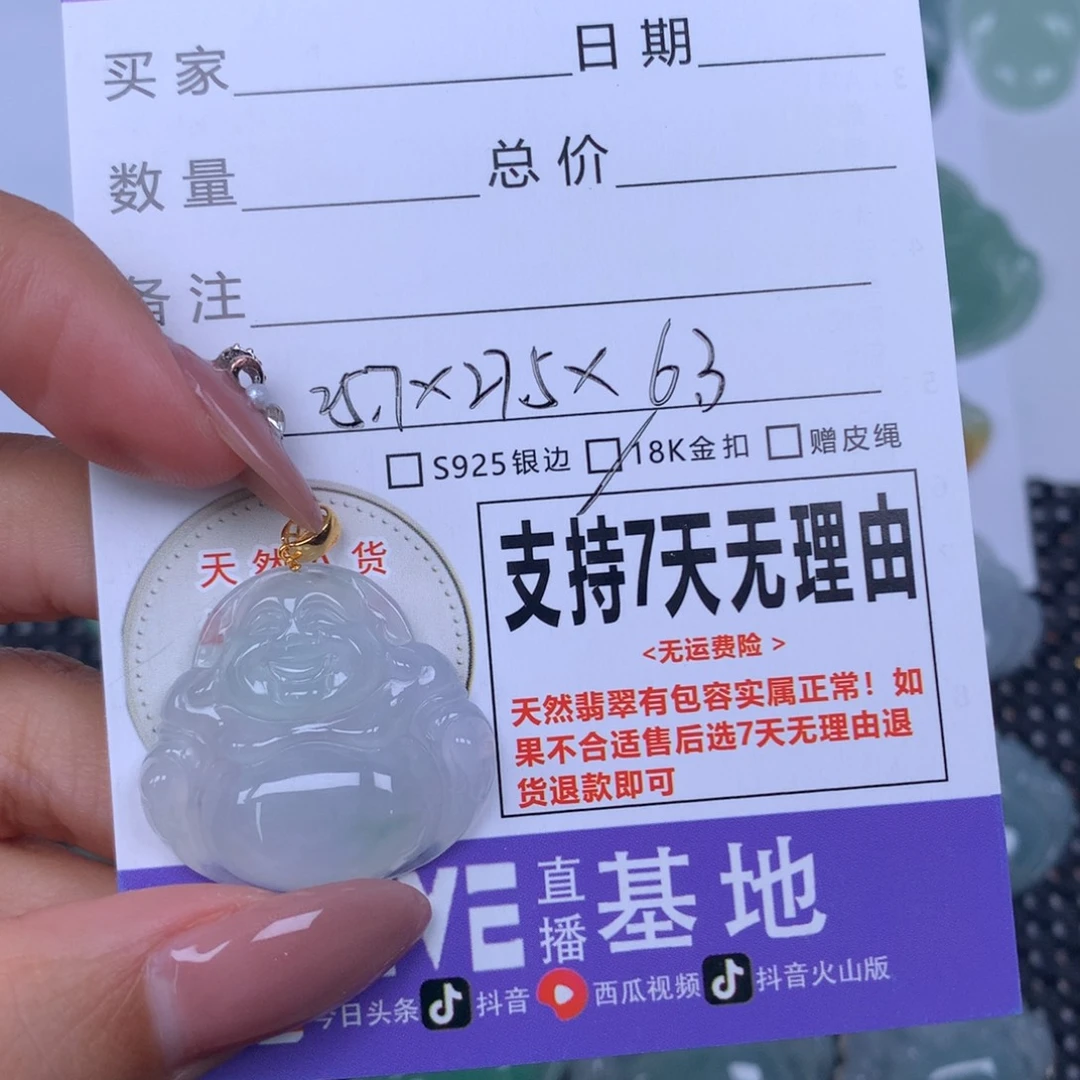 买家 日期
数量 总价
备注
25.7×27.5×6.3
S925银边 18K金扣 赠皮绳
天然 货
支持7天无理由
<无运费险 >
天然翡翠有包容实属正常！如
果不合适售后选7天无理由退
货退款即可
VE 直播 基地
今日头条 抖音 西瓜视频 抖音火山版